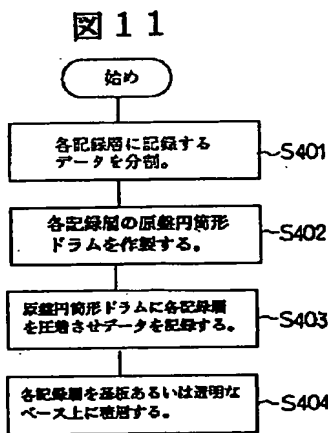 図１１
始め
各記録層に記録する
データを分割。
S401
各記録層の原盤円筒形
ドラムを作製する。
S402
原盤円筒形ドラムに各記録層
を圧着させデータを記録する。
S403
各記録層を基板あるいは透明な
ベース上に積層する。
S404